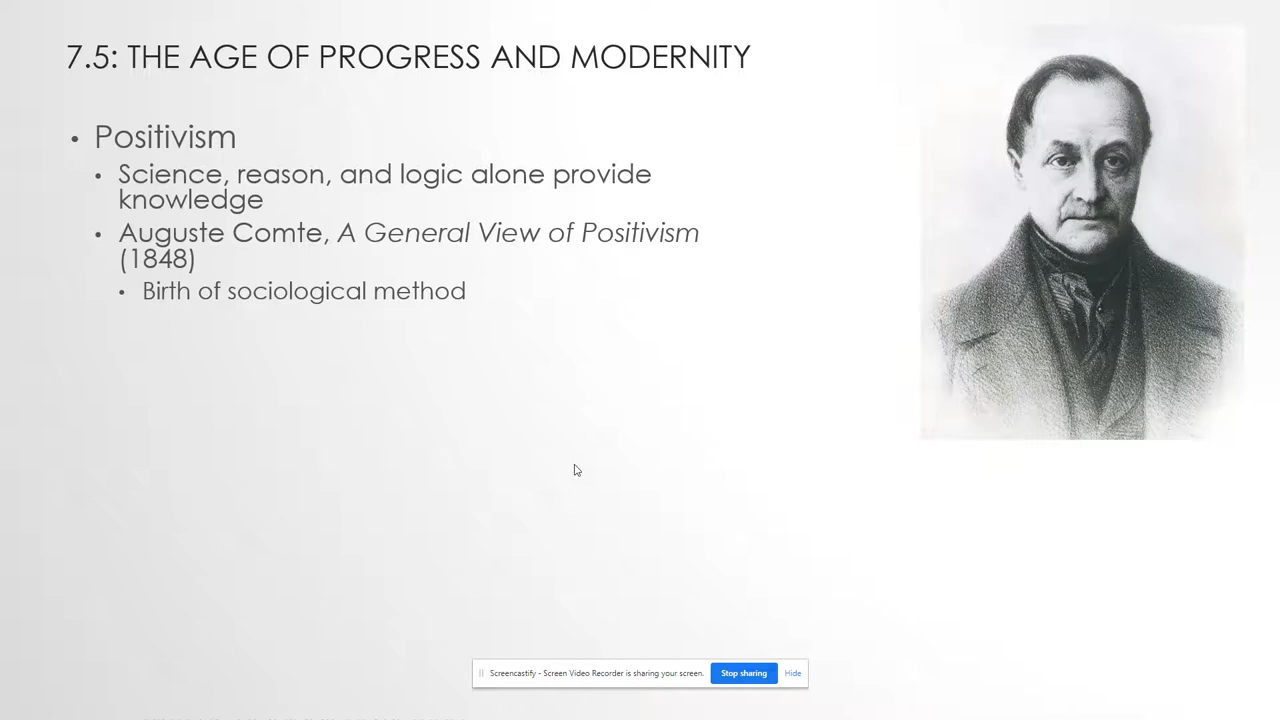 7.5: THE AGE OF PROGRESS AND MODERNITY
• Positivism
• Science, reason, and logic alone provide
knowledge
• Auguste Comte, A General View of Positivism
(1848)
• Birth of sociological method
Screencastify - Screen Video Recorder is sharing your screen. Stop sharing Hide